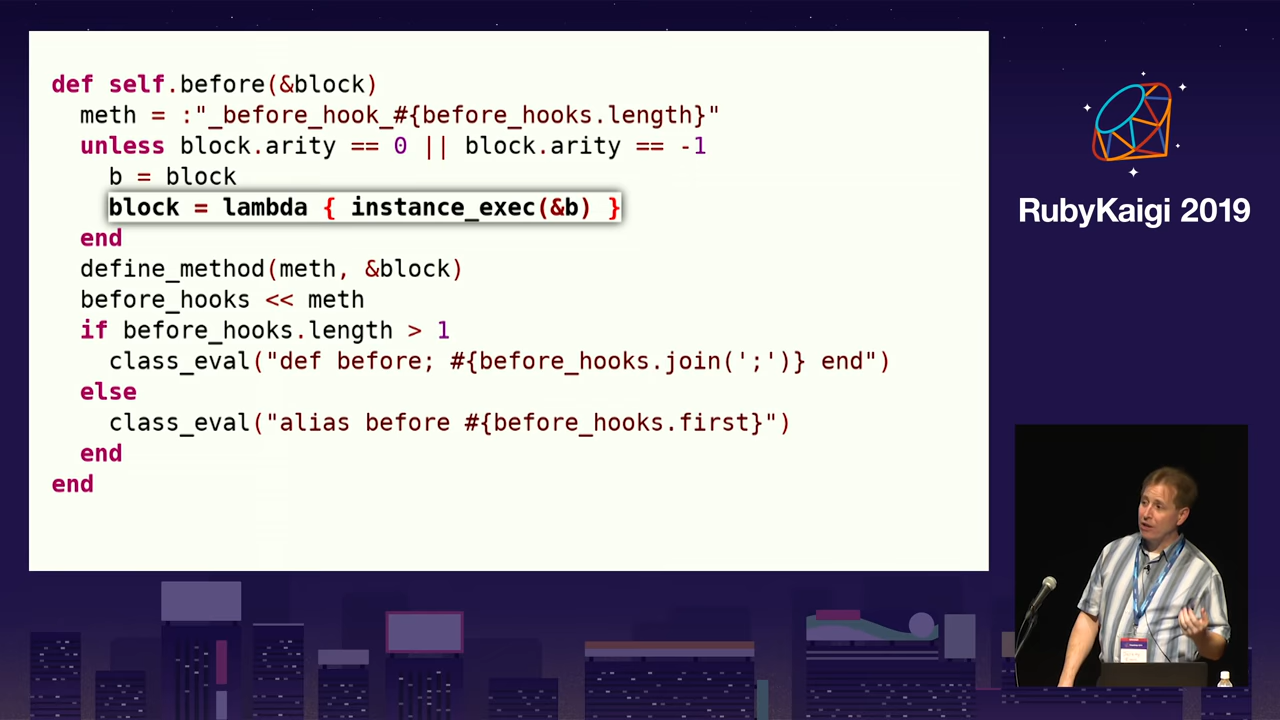 def self.before(&block)
  meth = :"_before_hook_#{before_hooks.length}"
  unless block.arity == 0 || block.arity == -1
    b = block
    block = lambda { instance_exec(&b) }
  end
  define_method(meth, &block)
  before_hooks << meth
  if before_hooks.length > 1
    class_eval("def before; #{before_hooks.join(';')} end")
  else
    class_eval("alias before #{before_hooks.first}")
  end
end
RubyKaigi 2019